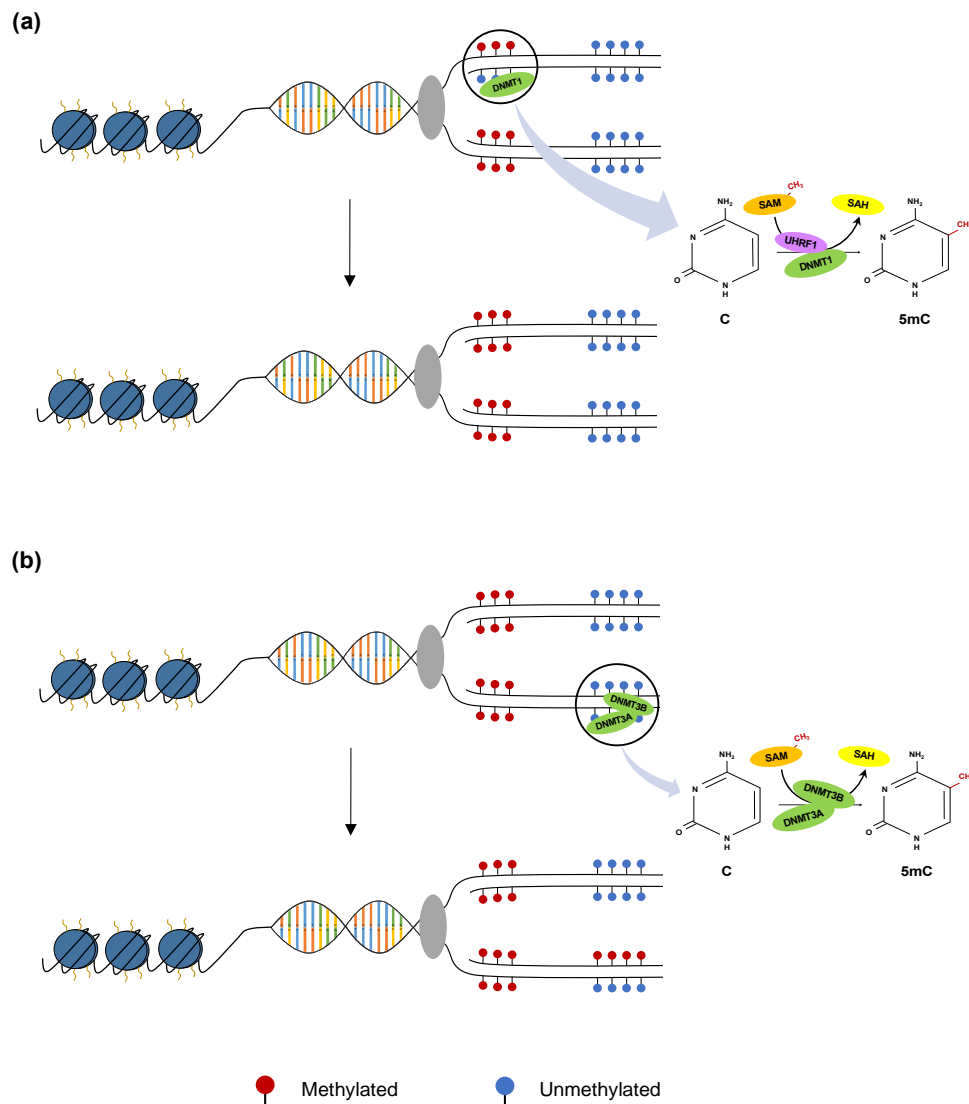 (a)
DNMT1
CH3
NH2
SAM
SAH
NH2
CH
N
UHRF1
N
DNMT1
O
N
H
O
N
H
C
5mC
(b)
DNMT3B
DNMT3A
CH3
NH2
SAM
SAH
NH2
CH
N
DNMT3B
N
DNMT3A
O
N
H
O
N
H
C
5mC
Methylated
Unmethylated